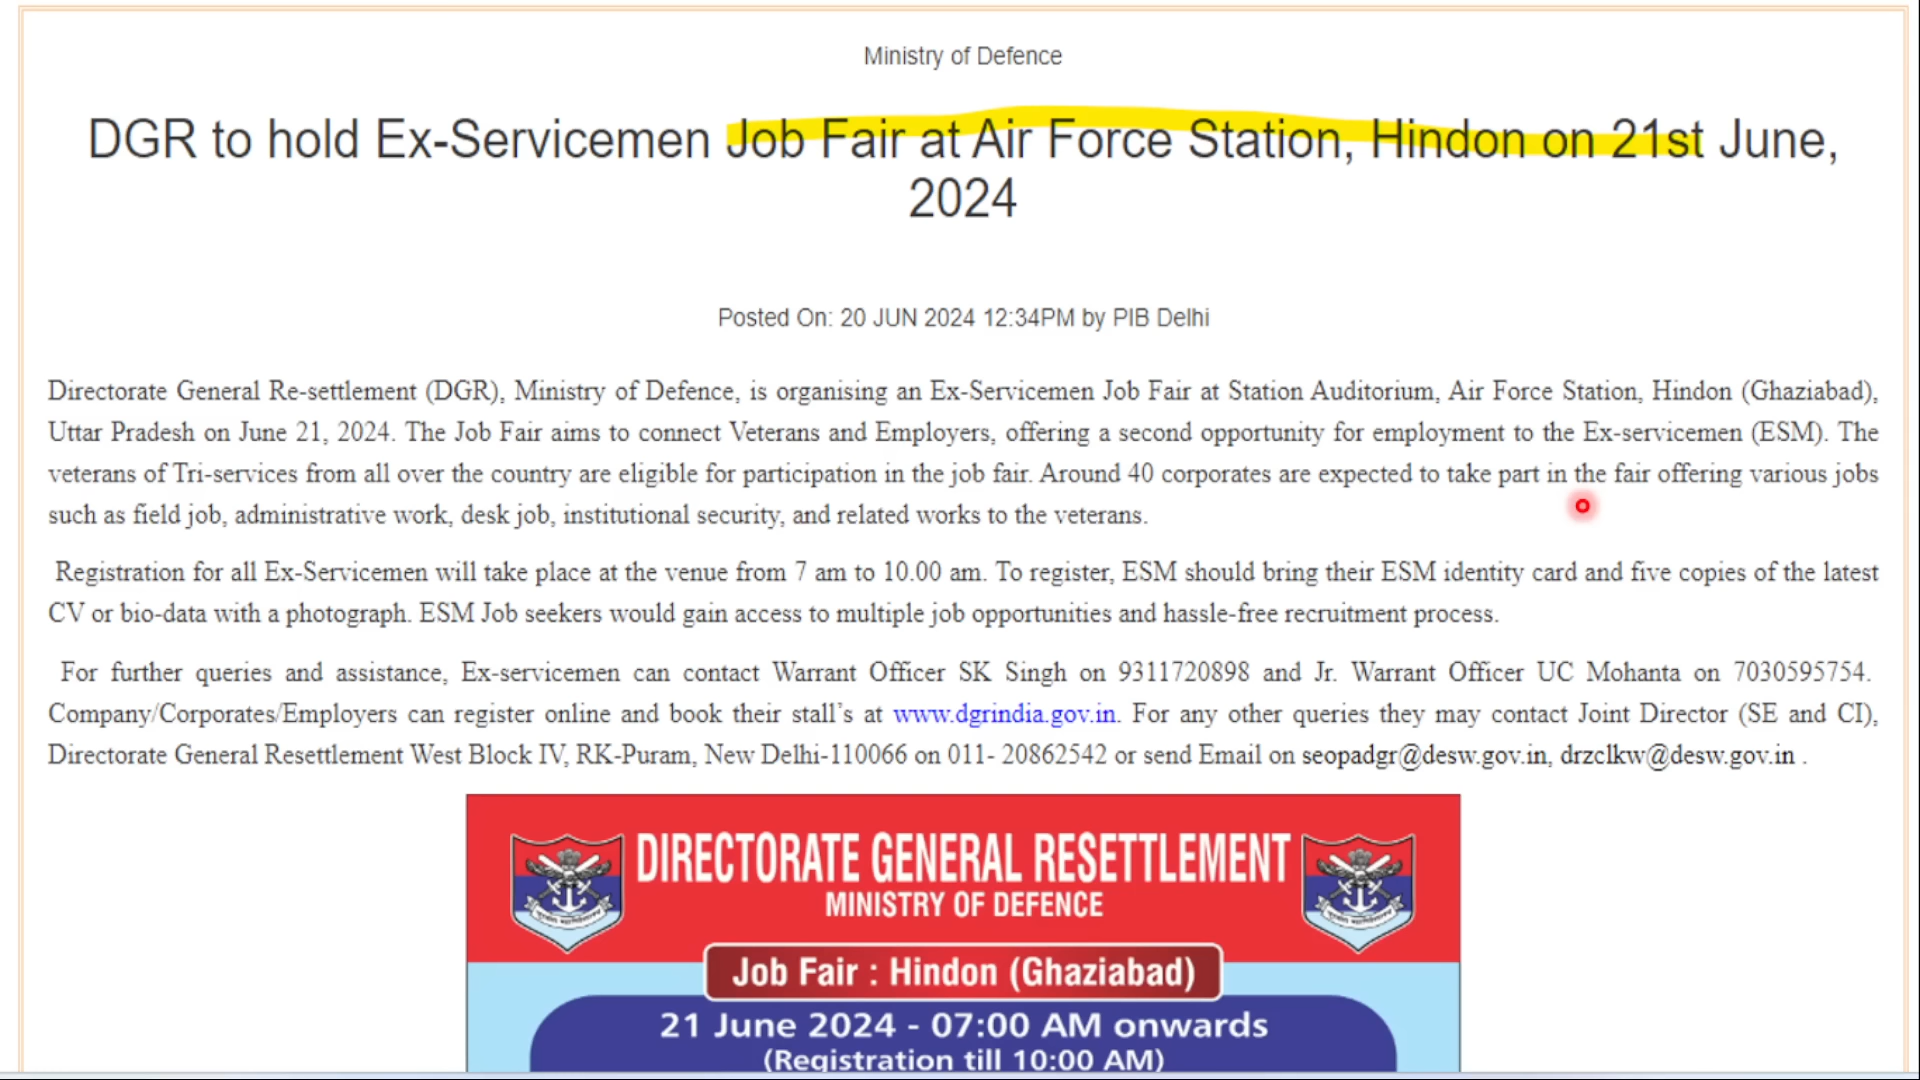 Ministry of Defence
DGR to hold Ex-Servicemen Job Fair at Air Force Station, Hindon on 21st June,
2024
Posted On: 20 JUN 2024 12:34PM by PIB Delhi
Directorate General Re-settlement (DGR), Ministry of Defence, is organising an Ex-Servicemen Job Fair at Station Auditorium, Air Force Station, Hindon (Ghaziabad),
Uttar Pradesh on June 21, 2024. The Job Fair aims to connect Veterans and Employers, offering a second opportunity for employment to the Ex-servicemen (ESM). The
veterans of Tri-services from all over the country are eligible for participation in the job fair. Around 40 corporates are expected to take part in the fair offering various jobs
such as field job, administrative work, desk job, institutional security, and related works to the veterans.
Registration for all Ex-Servicemen will take place at the venue from 7 am to 10.00 am. To register, ESM should bring their ESM identity card and five copies of the latest
CV or bio-data with a photograph. ESM Job seekers would gain access to multiple job opportunities and hassle-free recruitment process.
For further queries and assistance, Ex-servicemen can contact Warrant Officer SK Singh on 9311720898 and Jr. Warrant Officer UC Mohanta on 7030595754.
Company/Corporates/Employers can register online and book their stall’s at www.dgrindia.gov.in. For any other queries they may contact Joint Director (SE and CI),
Directorate General Resettlement West Block IV, RK-Puram, New Delhi-110066 on 011- 20862542 or send Email on seopadgr@desw.gov.in, drzclkw@desw.gov.in .
DIRECTORATE GENERAL RESETTLEMENT
MINISTRY OF DEFENCE
Job Fair : Hindon (Ghaziabad)
21 June 2024 - 07:00 AM onwards
(Registration till 10:00 AM)